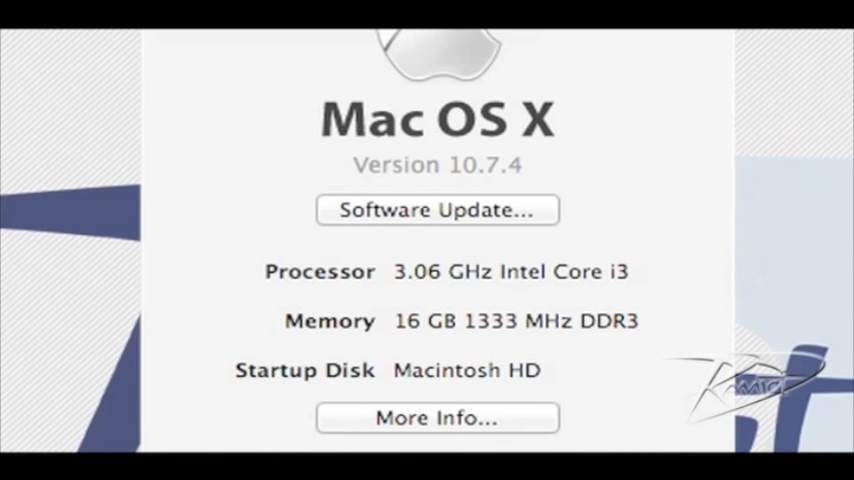 Mac OS X
Version 10.7.4
Software Update...
Processor 3.06 GHz Intel Core i3
Memory 16 GB 1333 MHz DDR3
Startup Disk Macintosh HD
More Info...